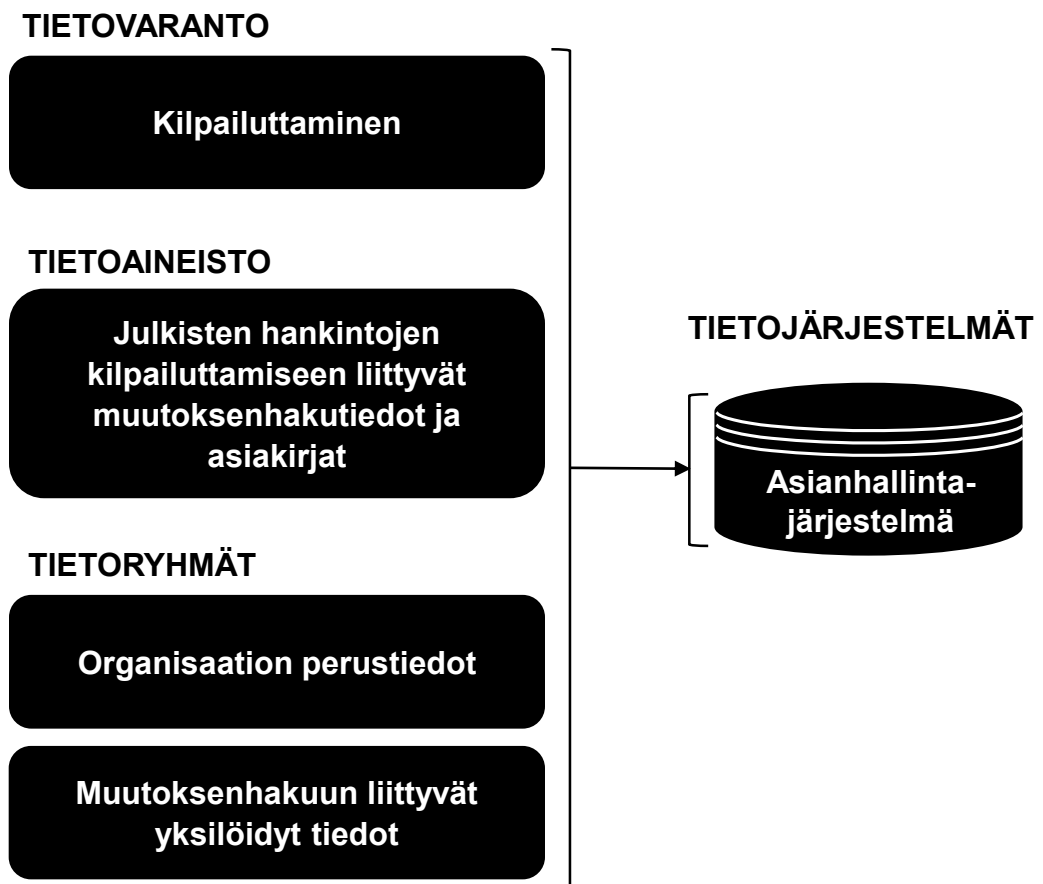 TIETOVARANTO
Kilpailuttaminen
TIETOAINEISTO
Julkisten hankintojen
kilpailuttamiseen liittyvät
muutoksenhakutiedot ja
asiakirjat
TIETORYHMÄT
Organisaation perustiedot
Muutoksenhakuun liittyvät
yksilöidyt tiedot
TIETOJÄRJESTELMÄT
Asianhallinta-
järjestelmä